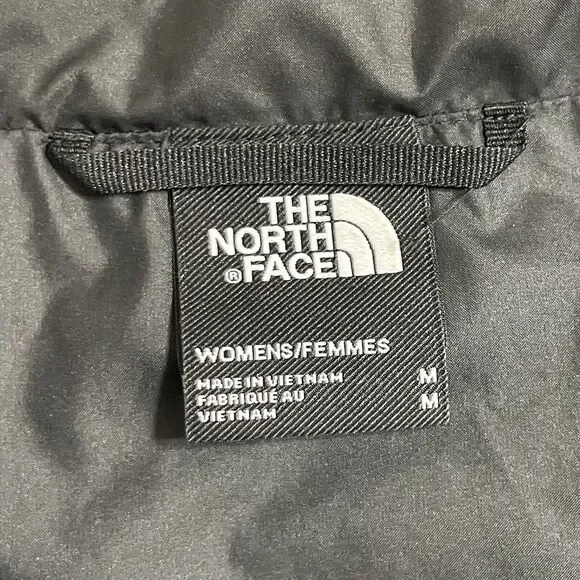 THE
NORTH
®FACE
WOMENS/FEMMES
MADE IN VIETNAM M
FABRIQUÉ AU M
VIETNAM